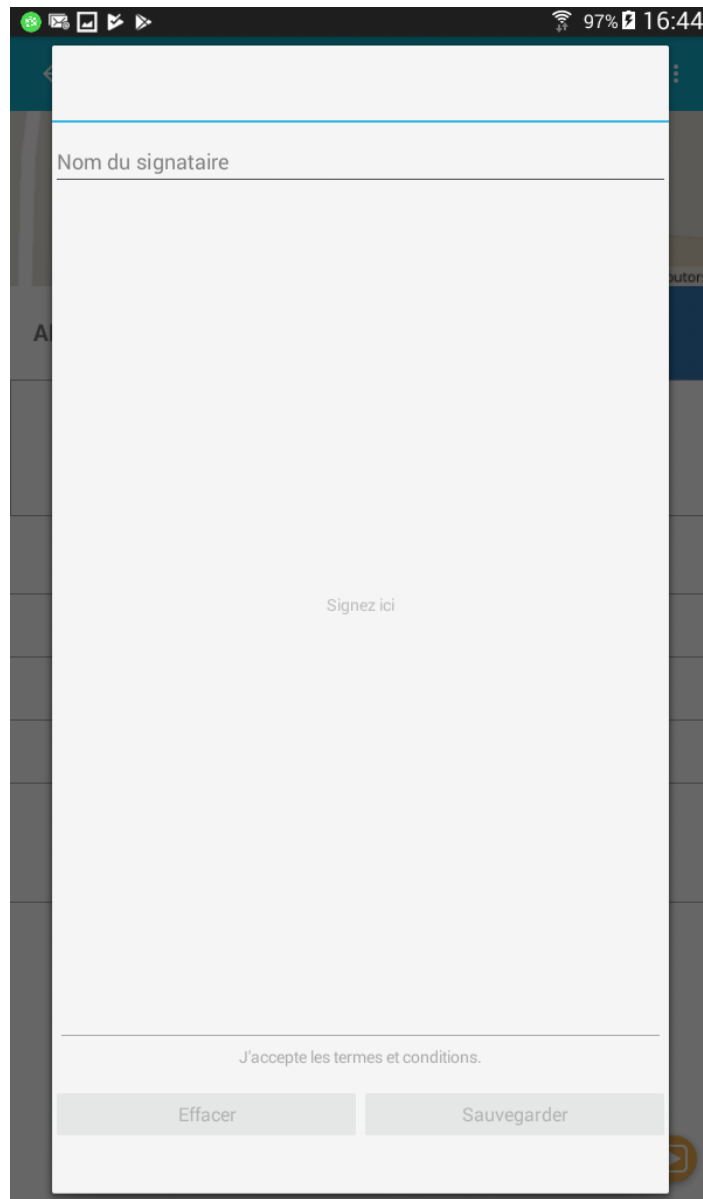 97% 16:44
Nom du signataire
Signez ici
J'accepte les termes et conditions.
Effacer
Sauvegarder